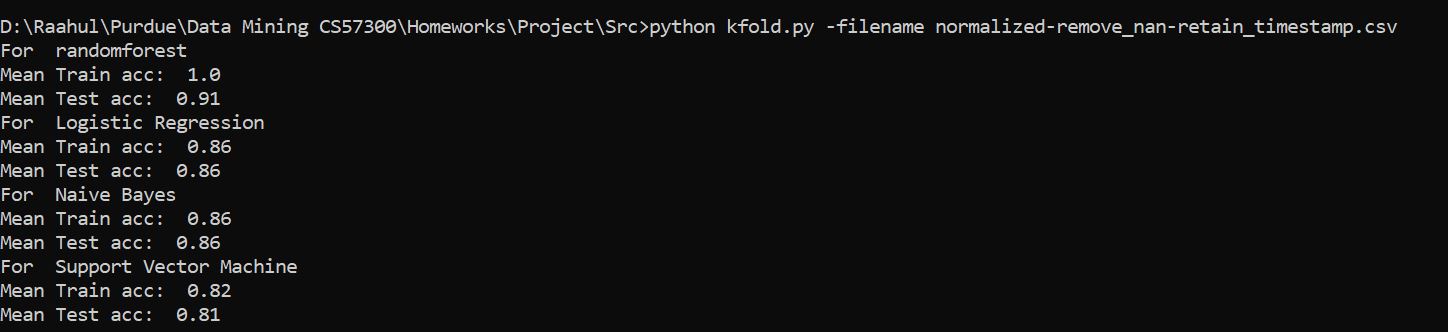 D:\Raahul\Purdue\Data Mining CS57300\Homeworks\Project\Src>python kfold.py -filename normalized-remove_nan-retain_timestamp.csv
For  randomforest
Mean Train acc:  1.0
Mean Test acc:  0.91
For  Logistic Regression
Mean Train acc:  0.86
Mean Test acc:  0.86
For  Naive Bayes
Mean Train acc:  0.86
Mean Test acc:  0.86
For  Support Vector Machine
Mean Train acc:  0.82
Mean Test acc:  0.81